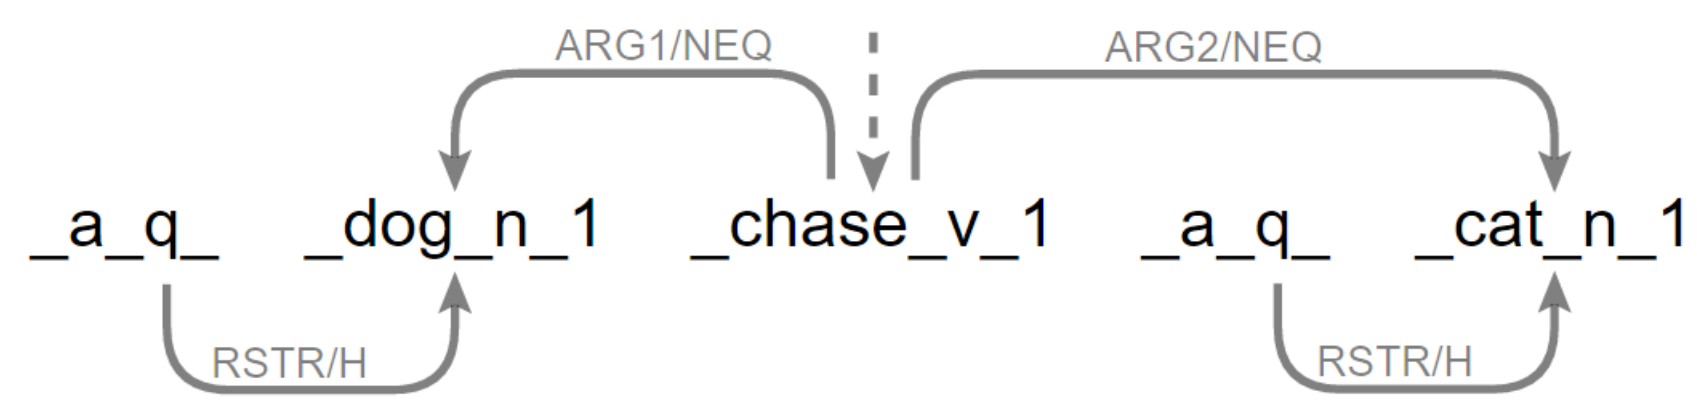 ARG1/NEQ ARG2/NEQ
_a_q_ _dog_n_1 _chase_v_1 _a_q_ _cat_n_1
RSTR/H RSTR/H